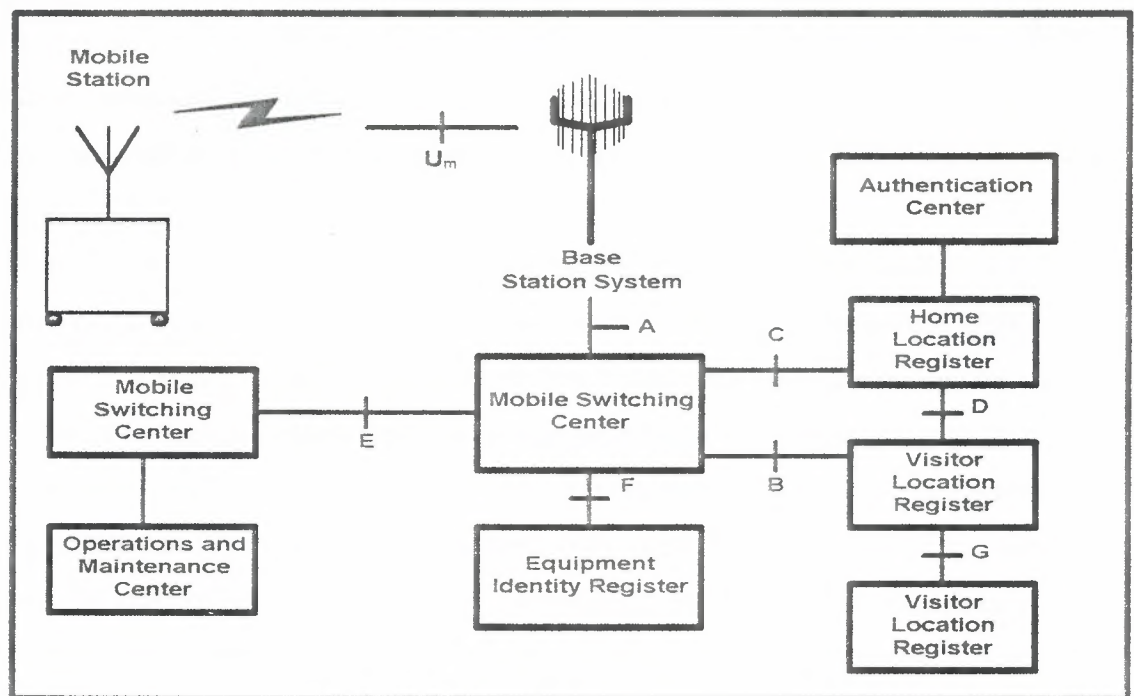 Mobile
Station
U m
Base
Station System
Authentication
Center
A
C
Home
Location
Register
Mobile
Switching
Center
E
Mobile Switching
Center
D
B
Visitor
Location
Register
F
G
Operations and
Maintenance
Center
Equipment
Identity Register
Visitor
Location
Register